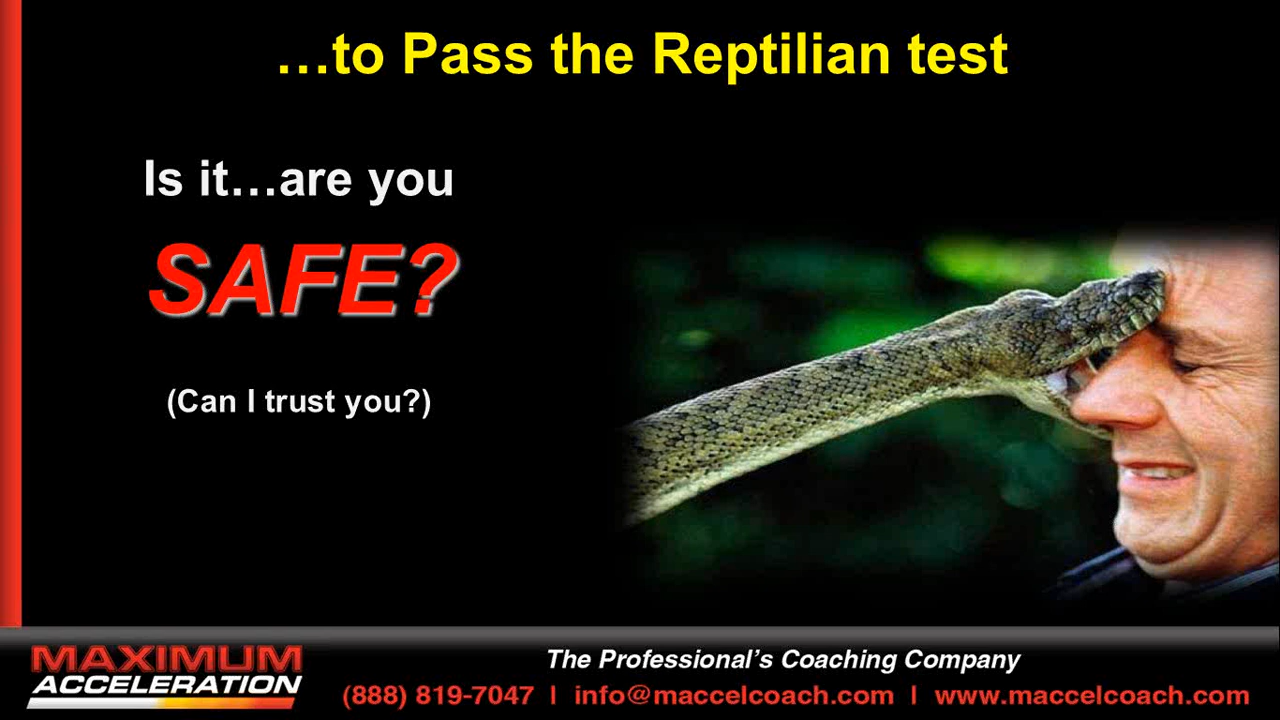 …to Pass the Reptilian test
Is it…are you
SAFE?
(Can I trust you?)
MAXIMUM
ACCELERATION
The Professional's Coaching Company
(888) 819-7047 | info@maccelcoach.com | www.maccelcoach.com